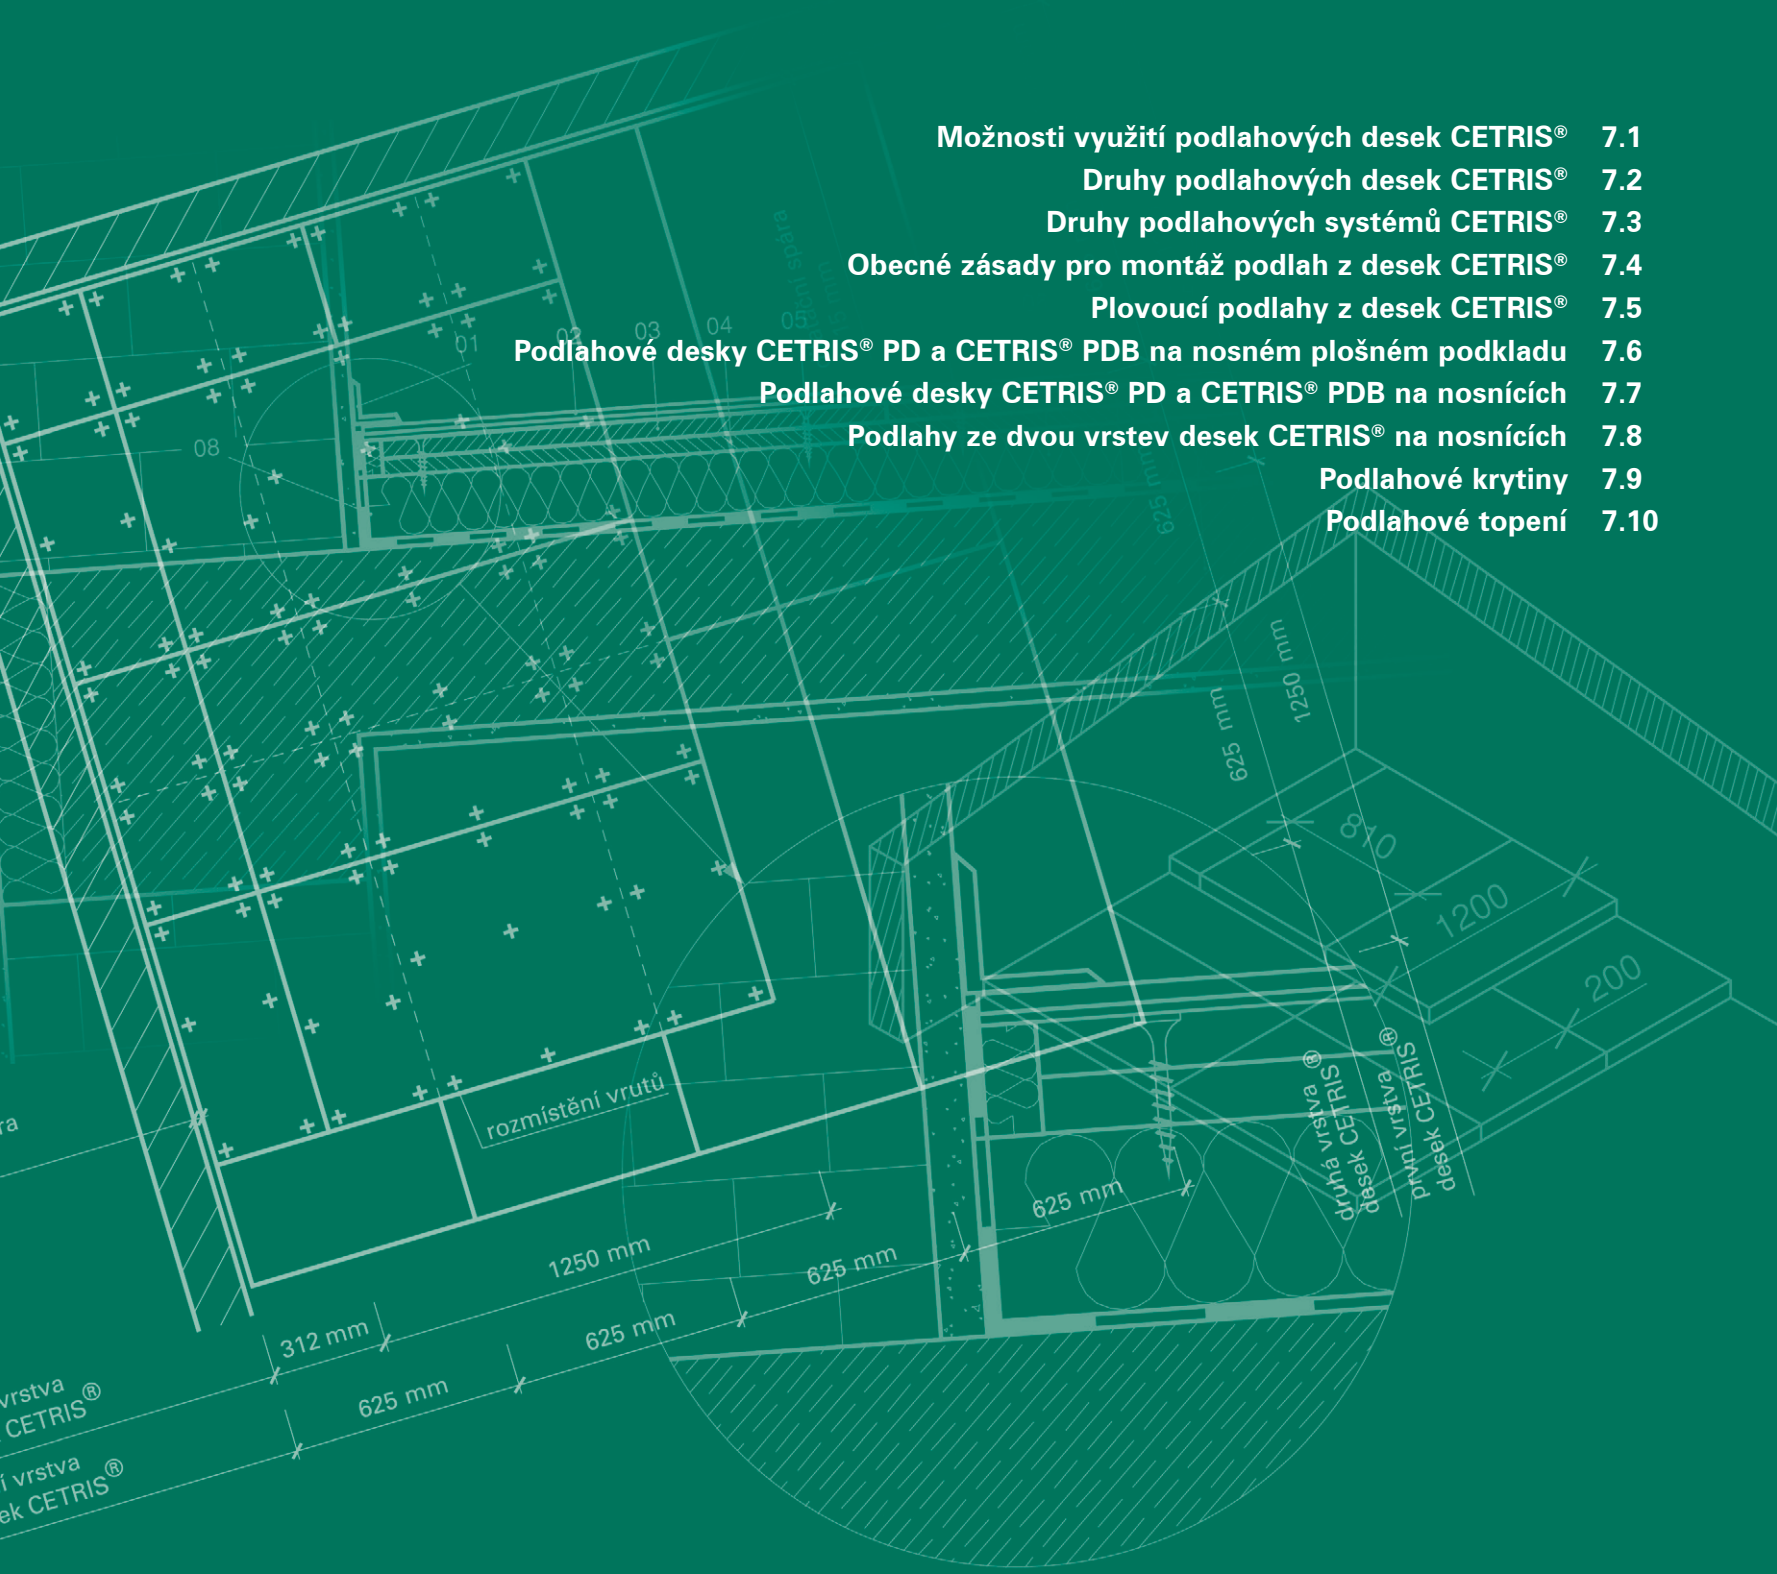 Možnosti využití podlahových desek CETRIS® 7.1
Druhy podlahových desek CETRIS® 7.2
Druhy podlahových systémů CETRIS® 7.3
Obecné zásady pro montáž podlah z desek CETRIS® 7.4
Plovoucí podlahy z desek CETRIS® 7.5
Podlahové desky CETRIS® PD a CETRIS® PDB na nosném plošném podkladu 7.6
Podlahové desky CETRIS® PD a CETRIS® PDB na nosnících 7.7
Podlahy ze dvou vrstev desek CETRIS® na nosnících 7.8
Podlahové krytiny 7.9
Podlahové topení 7.10
01 02 03 04 05
08
625 mm
1250 mm
625 mm
810
1200
200
rozmístění vrutů
druhá vrstva
desek CETRIS®
první vrstva
desek CETRIS®
625 mm
1250 mm
625 mm
312 mm
625 mm
625 mm
vrstva
CETRIS®
í vrstva
ek CETRIS®